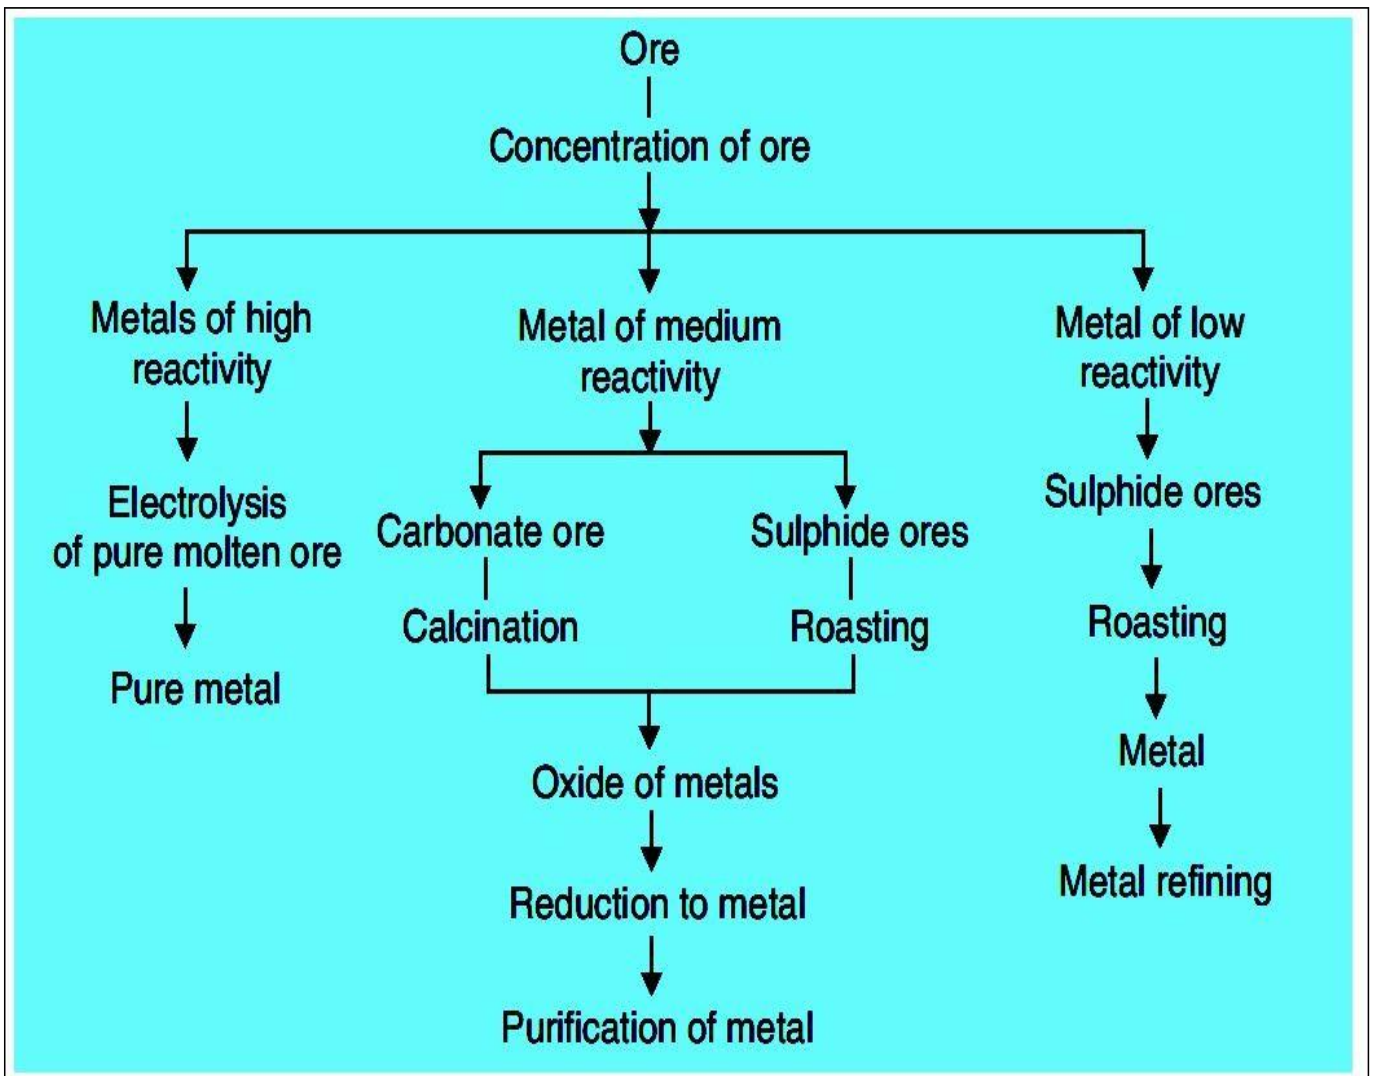 Ore
Concentration of ore
Metals of high
reactivity
Electrolysis
of pure molten ore
Pure metal
Metal of medium
reactivity
Carbonate ore
Calcination
Sulphide ores
Roasting
Oxide of metals
Reduction to metal
Purification of metal
Metal of low
reactivity
Sulphide ores
Roasting
Metal
Metal refining